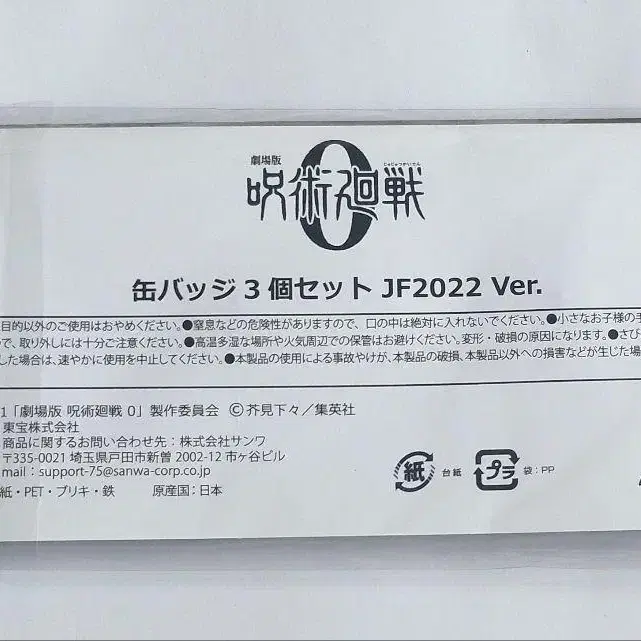 劇場版
じゅじゅつかいせん
呪術廻戦
0
缶バッジ3個セット JF2022 Ver.
目的以外のご使用はおやめください。●窒息などの危険性がありますので、口の中は絶対に入れないでください。●小さなお子様の手
で、取り外しには十分ご注意ください。●高温多湿な場所や火気周辺での保管はお避けください。変形・破損の原因になります。●さび
した場合は、速やかに使用を中止してください。●本製品の使用による事故やけが、本製品の破損、本製品以外への損害などが生じた場
1「劇場版 呪術廻戦 0」製作委員会 ©芥見下々／集英社
東宝株式会社
商品に関するお問い合わせ先：株式会社サンワ
〒335-0021 埼玉県戸田市新曽 2002-12 市ヶ谷ビル
mail：support-75@sanwa-corp.co.jp
紙・PET・ブリキ・鉄 原産国：日本
紙 台紙
プラ 袋：PP